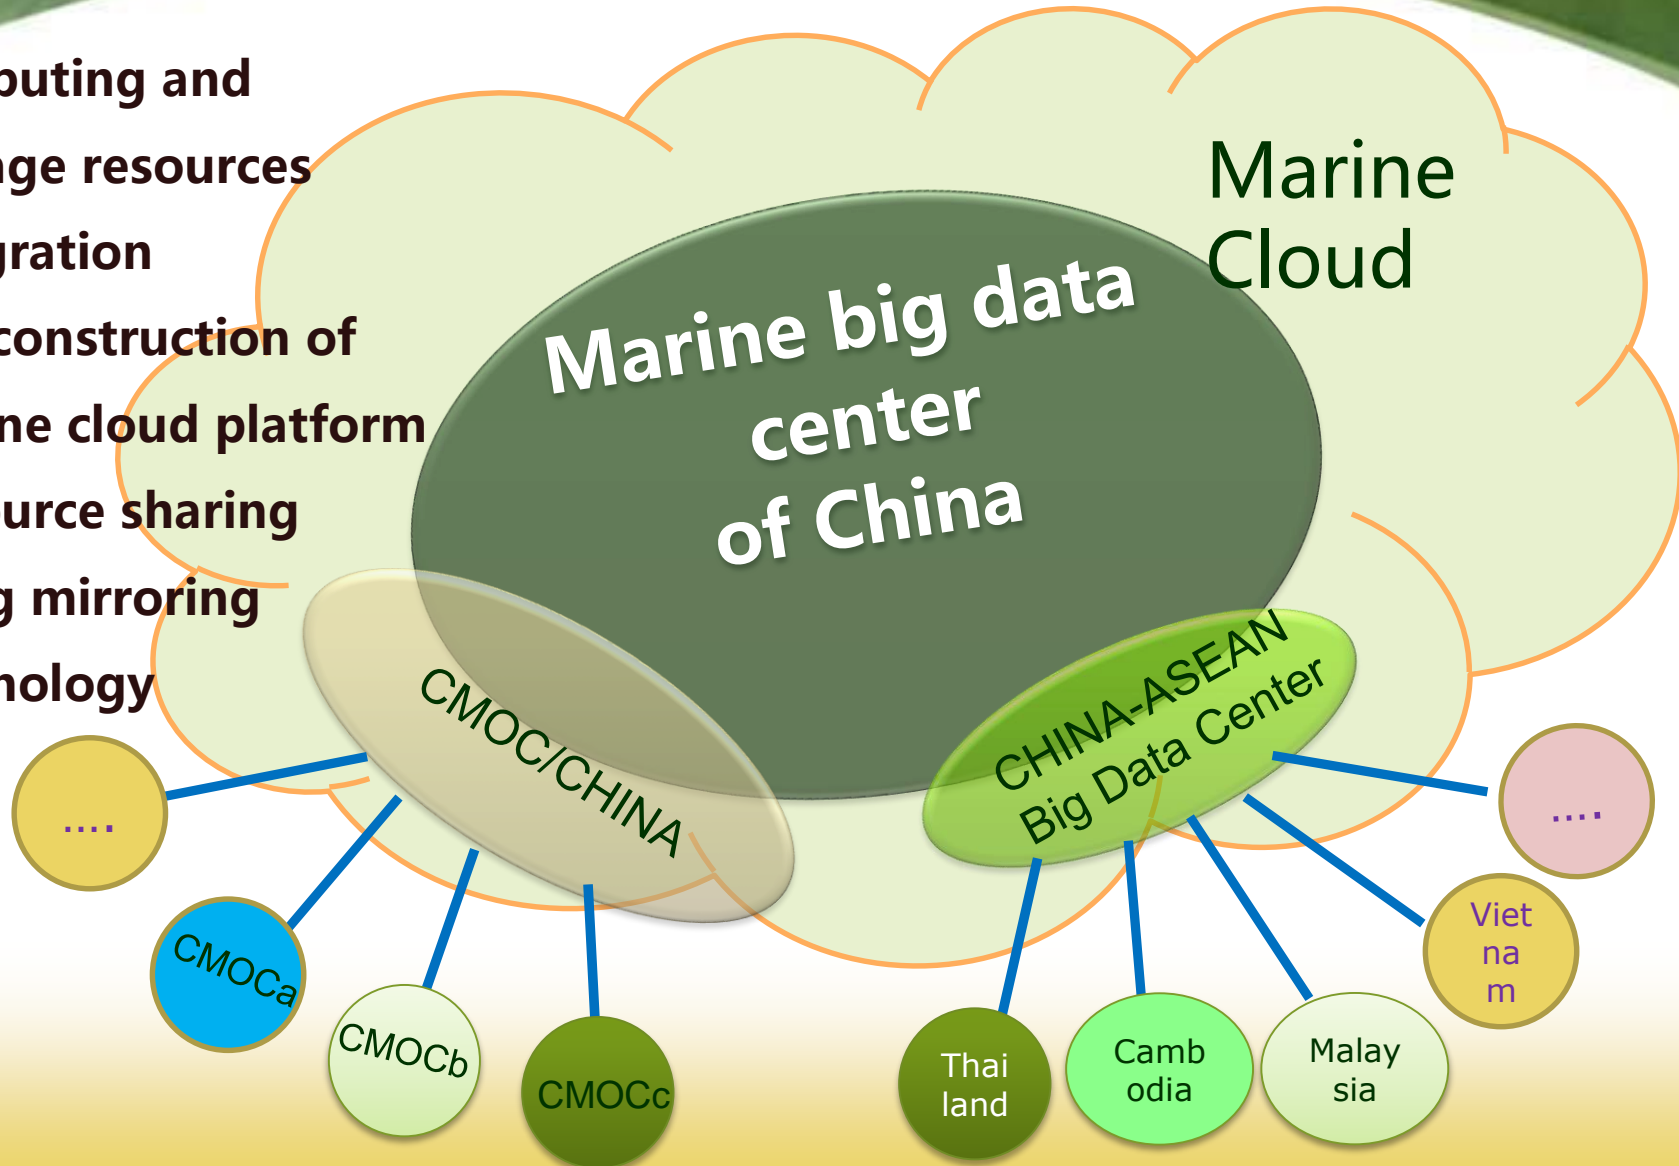 puting and
age resources
gration
construction of
ne cloud platform
urce sharing
g mirroring
nology
Marine
Cloud
Marine big data
center
of China
CMOC/CHINA
CHINA-ASEAN
Big Data Center
....
CMOCa
CMOCb
CMOCc
Thai
land
Camb
odia
Malay
sia
Viet
na
m
....